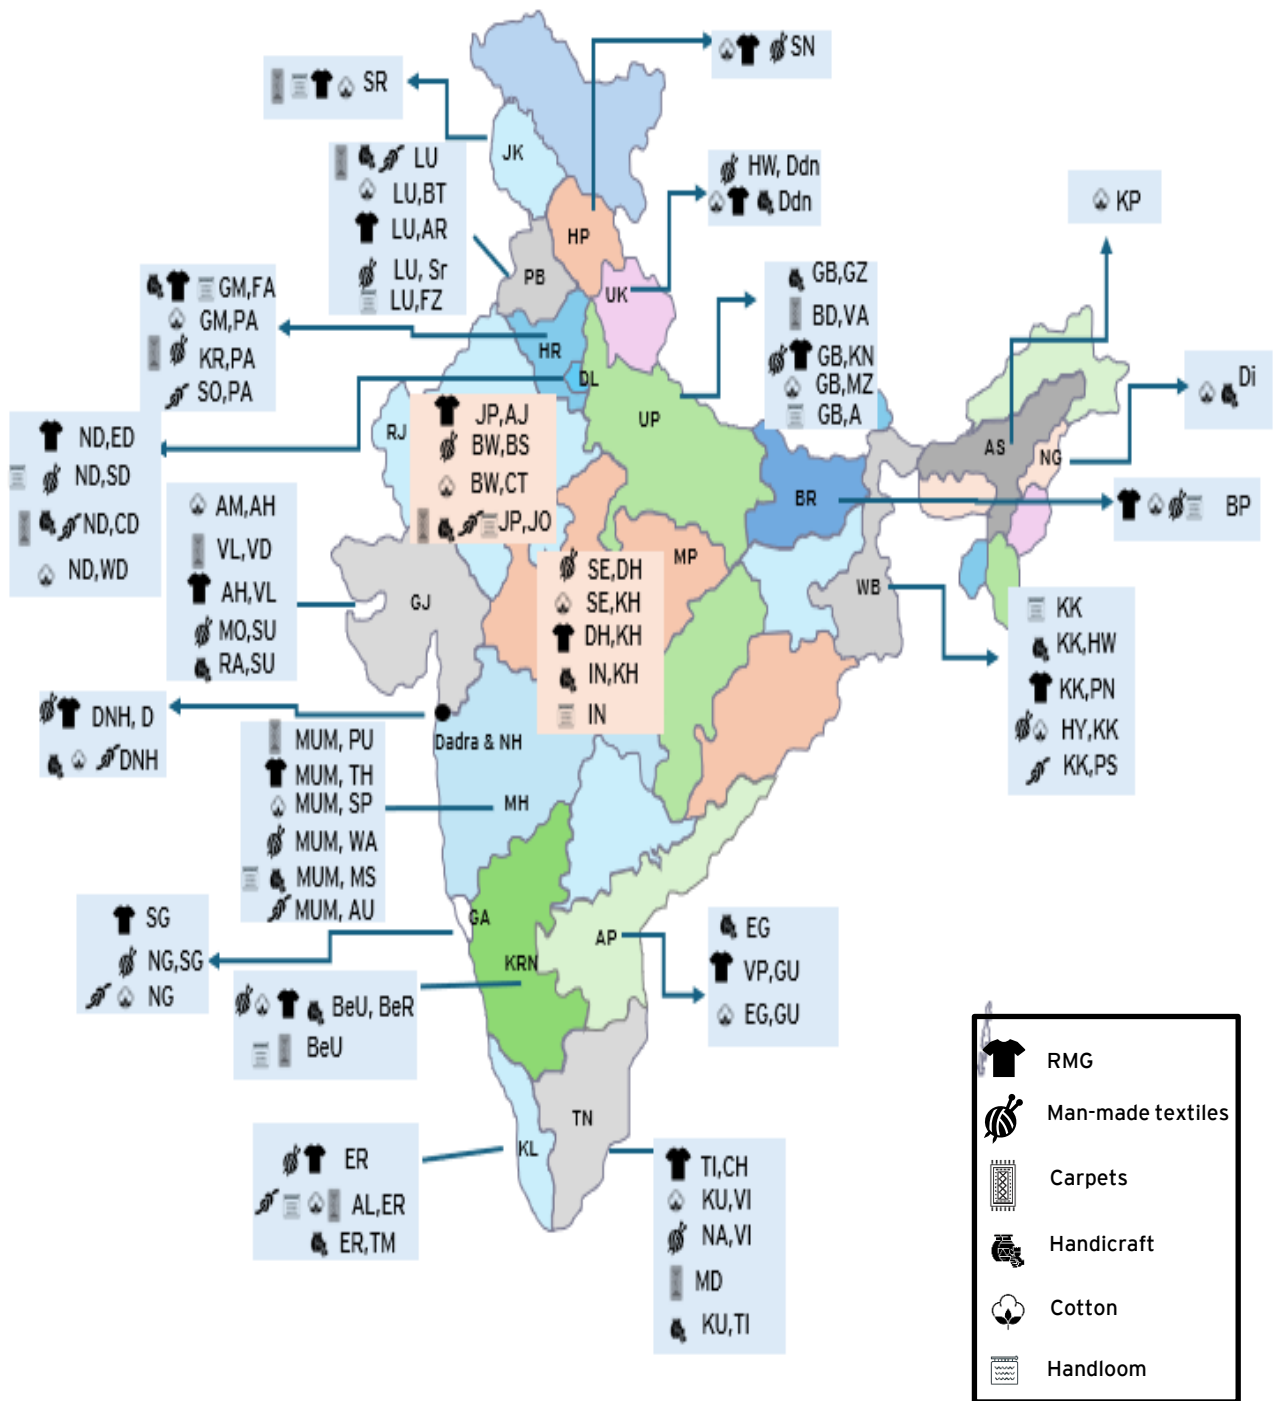 SN
SR
JK
LU
LU,BT
LU,AR
LU, Sr
LU,FZ
HW, Ddn
Ddn
KP
HP
PB
UK
GM,FA
GM,PA
KR,PA
SO,PA
GB,GZ
BD,VA
GB,KN
GB,MZ
GB,A
HR
DL
Di
UP
RJ
JP,AJ
BW,BS
BW,CT
JP,JO
ND,ED
ND,SD
ND,CD
ND,WD
AS
NG
BR
BP
AM,AH
VL,VD
AH,VL
MO,SU
RA,SU
GJ
MP
SE,DH
SE,KH
DH,KH
IN,KH
IN
WB
KK
KK,HW
KK,PN
HY,KK
KK,PS
DNH, D
DNH
Dadra & NH
MUM, PU
MUM, TH
MUM, SP
MUM, WA
MUM, MS
MUM, AU
MH
SG
NG,SG
NG
GA
KRN
AP
EG
VP,GU
EG,GU
BeU, BeR
BeU
TN
KL
ER
AL,ER
ER,TM
TI,CH
KU,VI
NA,VI
MD
KU,TI
RMG
Man-made textiles
Carpets
Handicraft
Cotton
Handloom